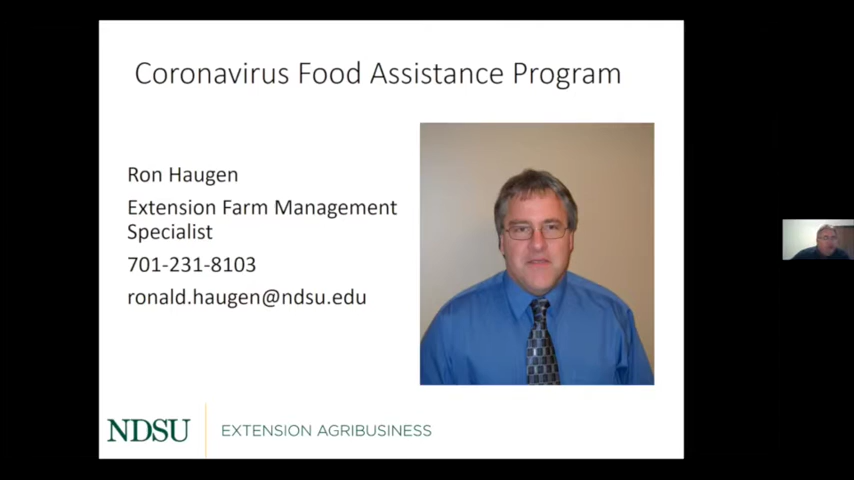 Coronavirus Food Assistance Program
Ron Haugen
Extension Farm Management
Specialist
701-231-8103
ronald.haugen@ndsu.edu
NDSU
EXTENSION AGRIBUSINESS